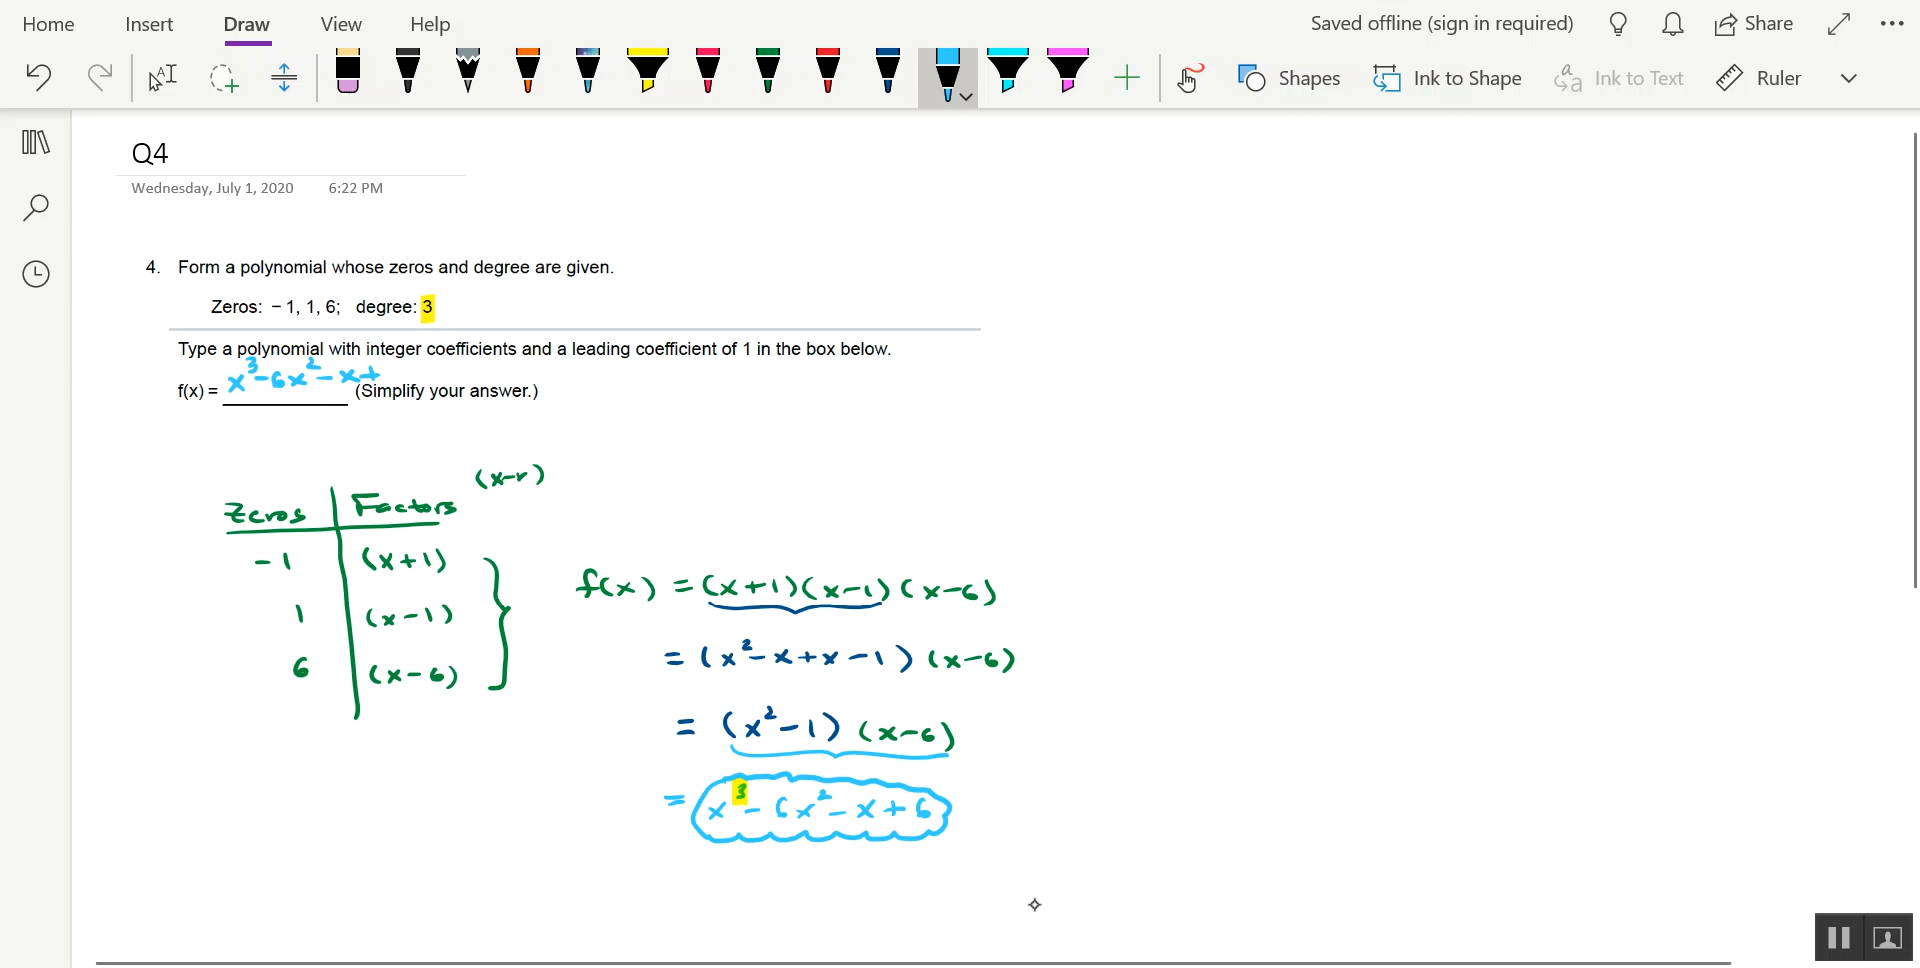 Home Insert Draw View Help Saved offline (sign in required) Share
Shapes Ink to Shape Ink to Text Ruler
Q4
Wednesday, July 1, 2020 6:22 PM
4. Form a polynomial whose zeros and degree are given.
Zeros: − 1, 1, 6; degree: 3
Type a polynomial with integer coefficients and a leading coefficient of 1 in the box below.
f(x) = x³-6x²-x+ (Simplify your answer.)
(x-r)
Zeros Factors
-1 (x+1)
1 (x-1)
6 (x-6)
f(x) = (x+1)(x-1)(x-6)
= (x²-x+x-1)(x-6)
= (x²-1)(x-6)
= x³-6x²-x+6